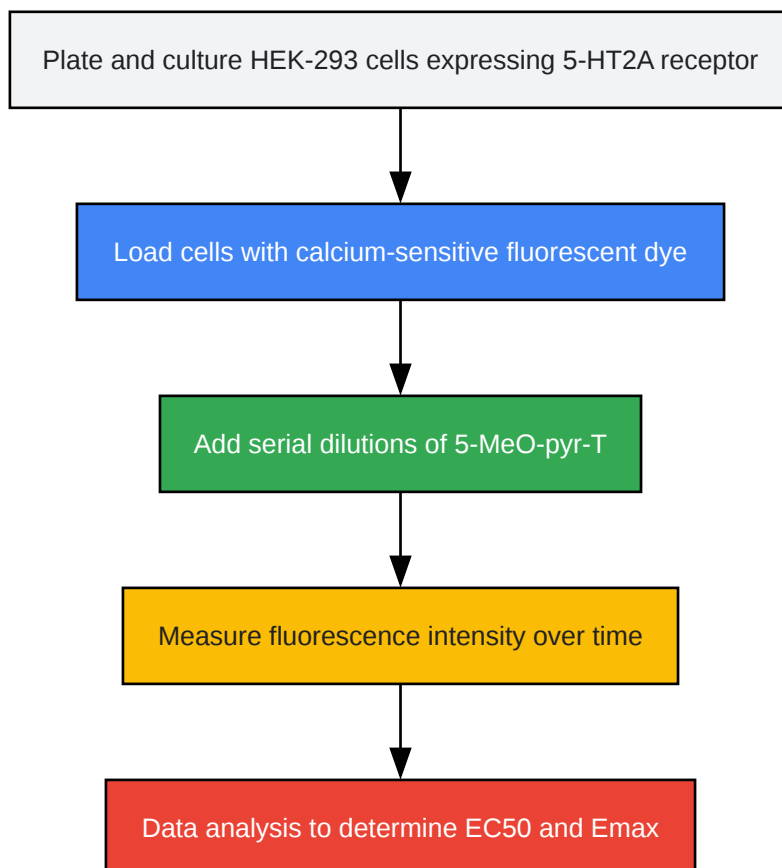 Plate and culture HEK-293 cells expressing 5-HT2A receptor
Load cells with calcium-sensitive fluorescent dye
Add serial dilutions of 5-MeO-pyr-T
Measure fluorescence intensity over time
Data analysis to determine EC50 and Emax